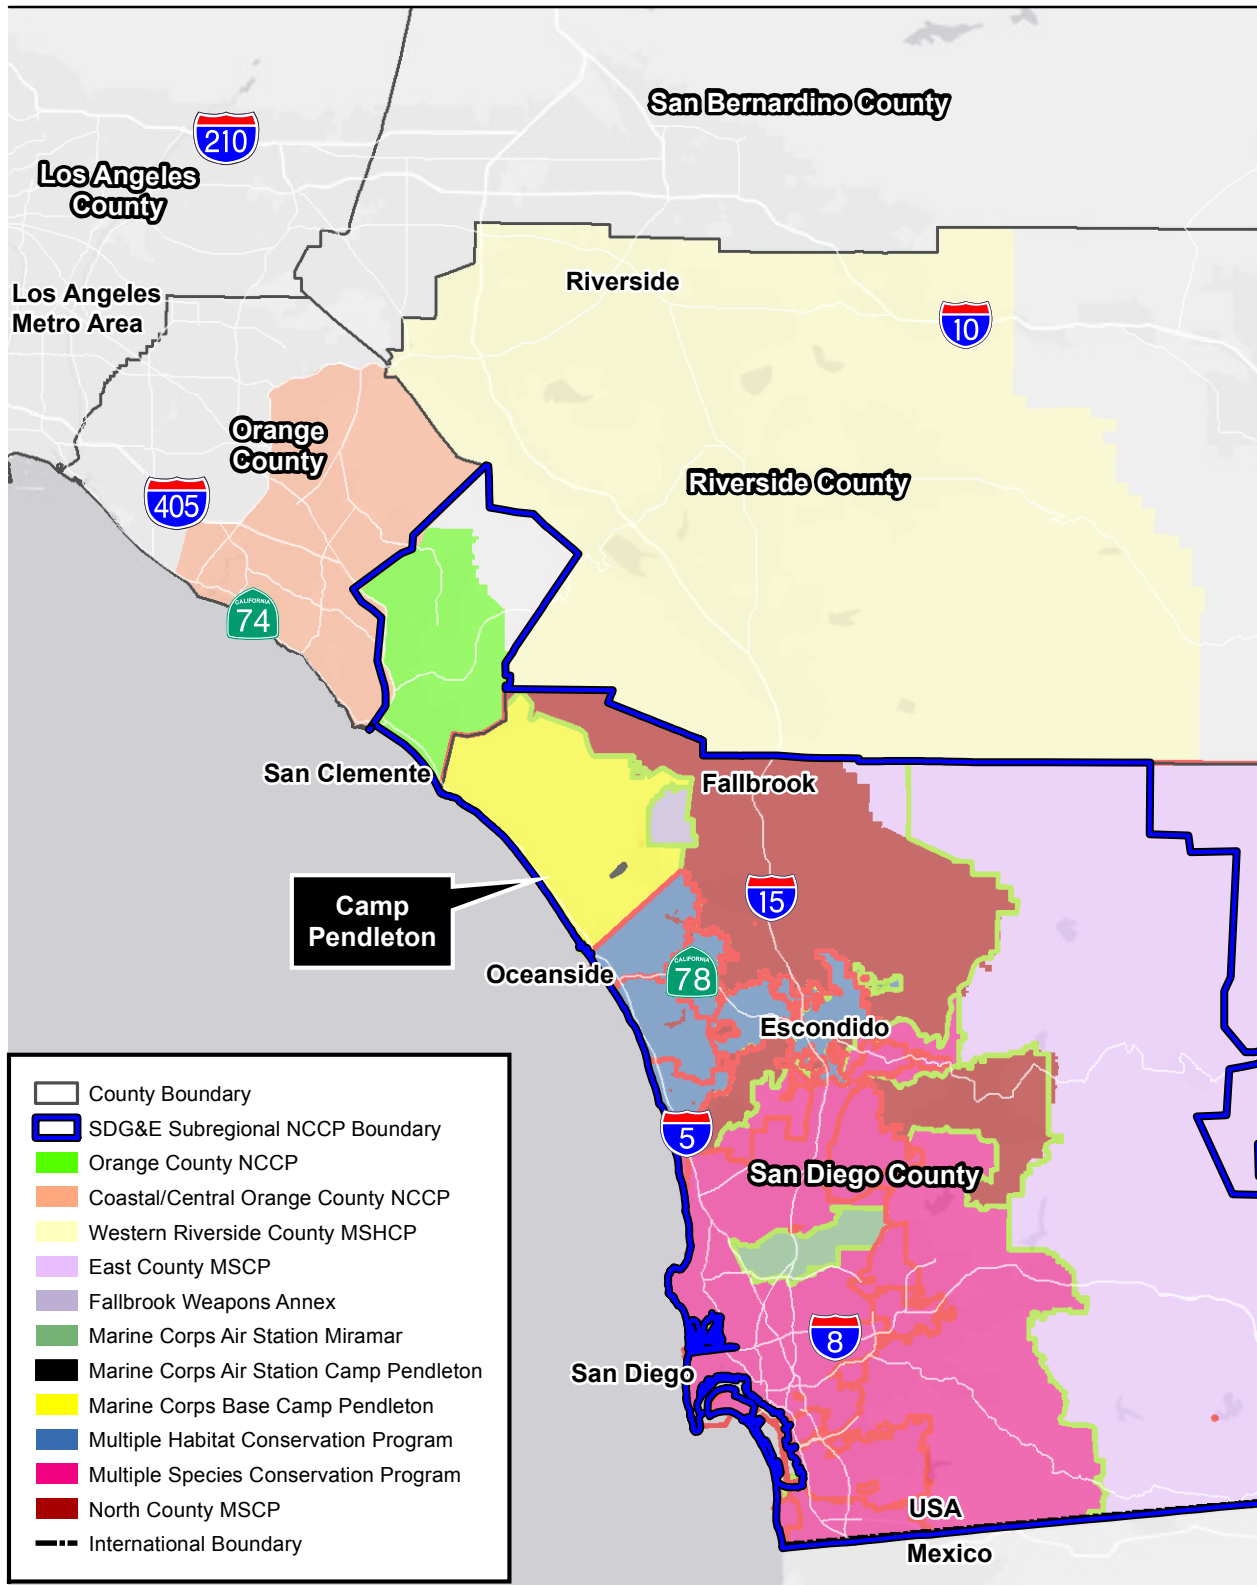 San Bernardino County
210
Los Angeles
County
Riverside
Los Angeles
Metro Area
10
Orange
County
Riverside County
405
CALIFORNIA
74
San Clemente
Fallbrook
15
Camp
Pendleton
Oceanside
CALIFORNIA
78
Escondido
5
San Diego County
8
San Diego
USA
Mexico
County Boundary
SDG&E Subregional NCCP Boundary
Orange County NCCP
Coastal/Central Orange County NCCP
Western Riverside County MSHCP
East County MSCP
Fallbrook Weapons Annex
Marine Corps Air Station Miramar
Marine Corps Air Station Camp Pendleton
Marine Corps Base Camp Pendleton
Multiple Habitat Conservation Program
Multiple Species Conservation Program
North County MSCP
International Boundary